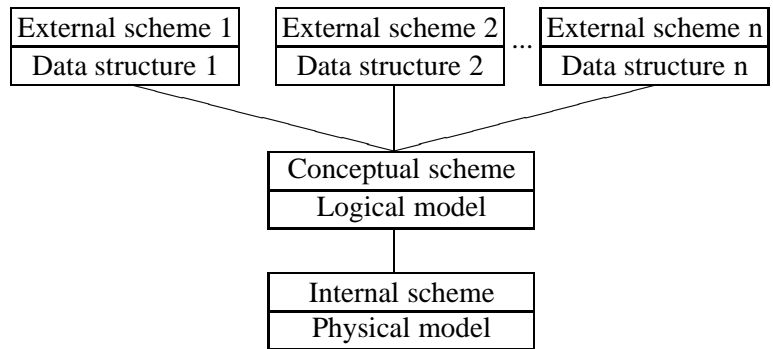 External scheme 1
Data structure 1
External scheme 2
Data structure 2
...
External scheme n
Data structure n
Conceptual scheme
Logical model
Internal scheme
Physical model